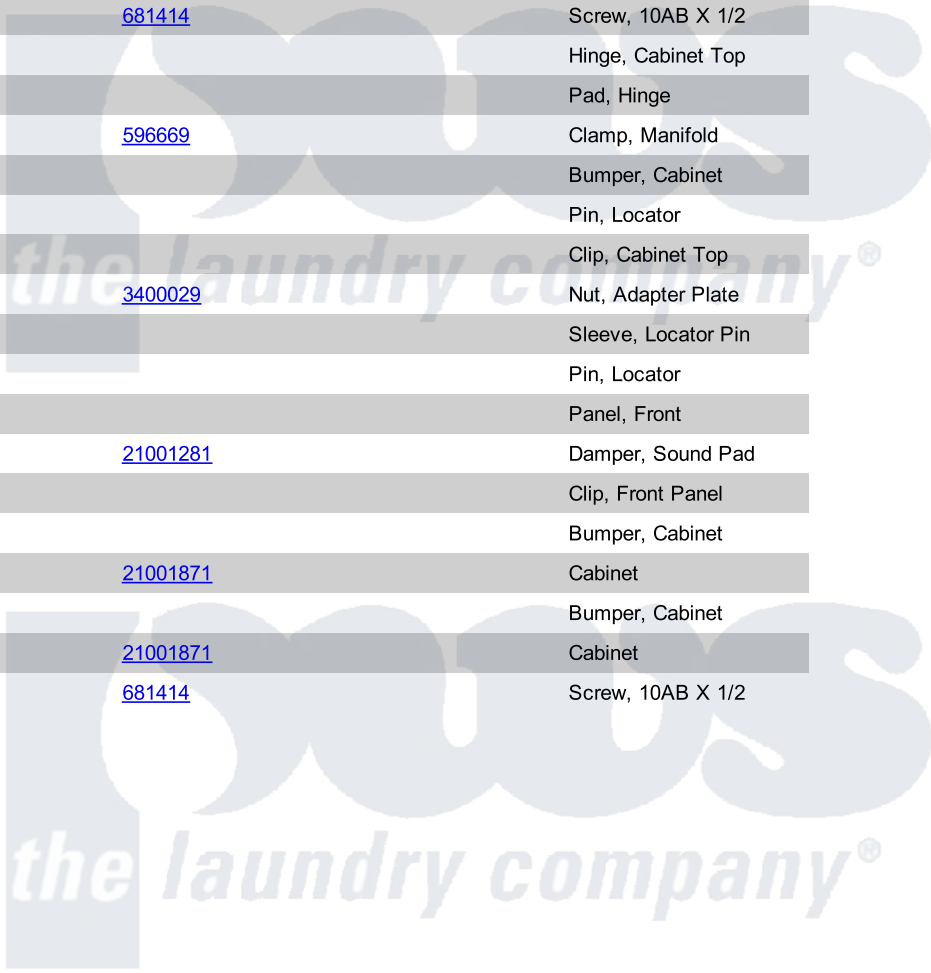 681414 Screw, 10AB X 1/2
Hinge, Cabinet Top
Pad, Hinge
596669 Clamp, Manifold
Bumper, Cabinet
Pin, Locator
Clip, Cabinet Top
3400029 Nut, Adapter Plate
Sleeve, Locator Pin
Pin, Locator
Panel, Front
21001281 Damper, Sound Pad
Clip, Front Panel
Bumper, Cabinet
21001871 Cabinet
Bumper, Cabinet
21001871 Cabinet
681414 Screw, 10AB X 1/2
pws
the laundry company®
pws
the laundry company®